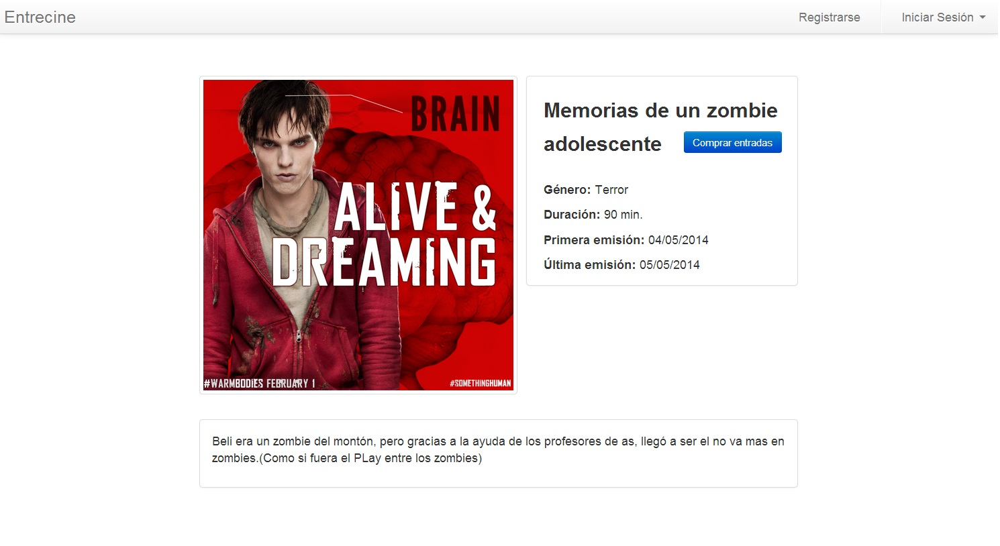 Entrecine
Registrarse
Iniciar Sesión
BRAIN
ALIVE &
DREAMING
#WARMBODIES FEBRUARY 1
#SOMETHINGHUMAN
Memorias de un zombie
adolescente
Comprar entradas
Género: Terror
Duración: 90 min.
Primera emisión: 04/05/2014
Última emisión: 05/05/2014
Beli era un zombie del montón, pero gracias a la ayuda de los profesores de as, llegó a ser el no va mas en
zombies.(Como si fuera el PLay entre los zombies)